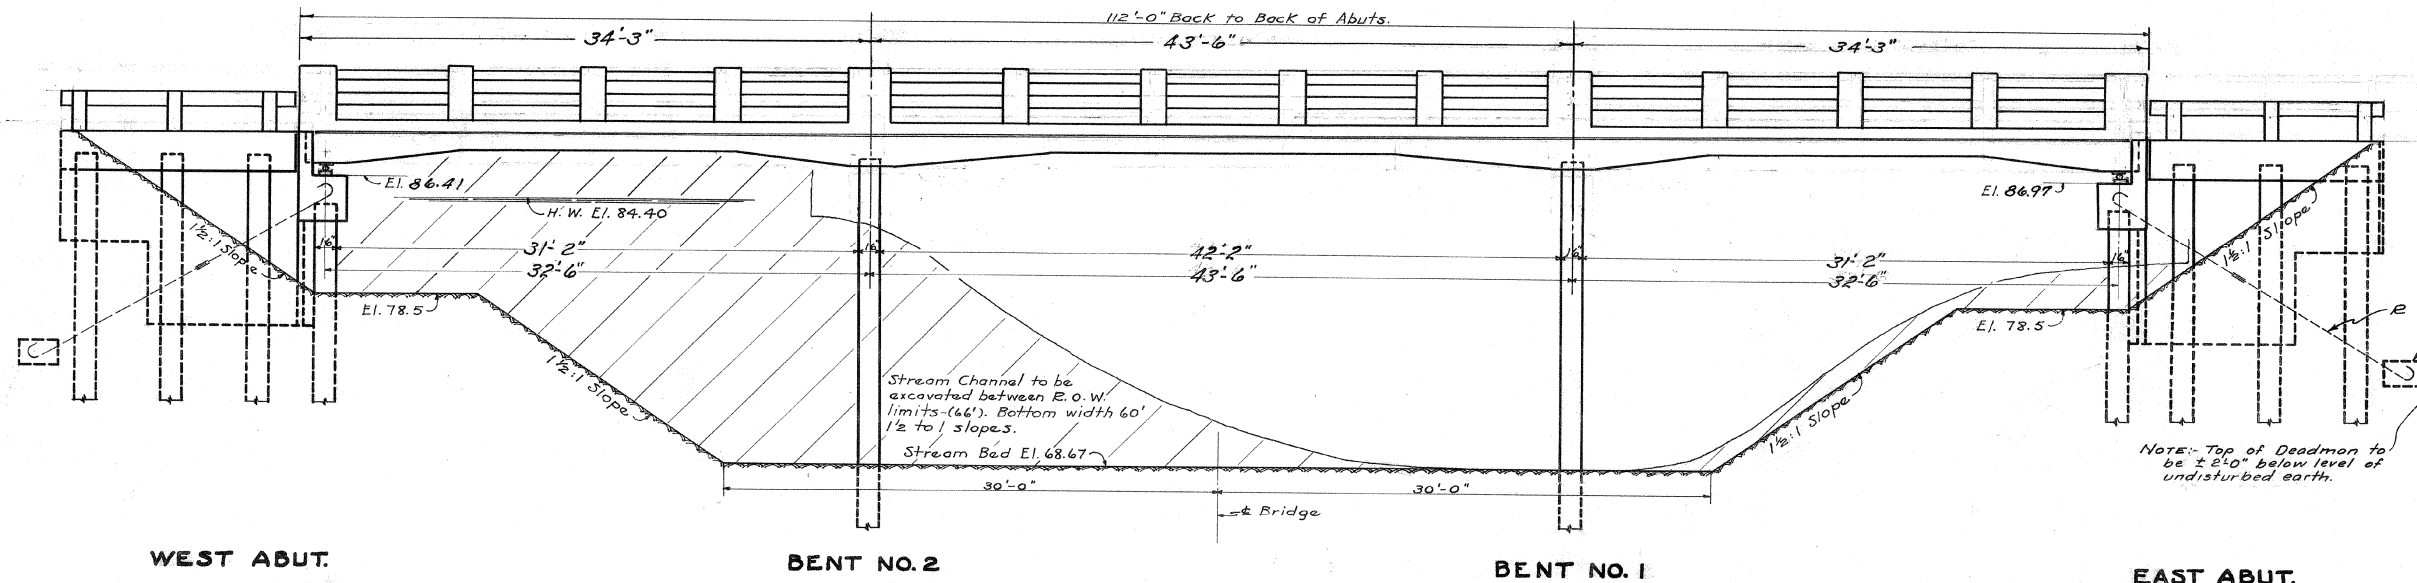 112'-0" Back to Back of Abuts.
34'-3"
43'-6"
34'-3"
El. 86.41
El. 86.97
H.W. El. 84.40
1½:1 Slope
1½:1 Slope
16"
31'-2"
16"
42'-2"
16"
31'-2"
16"
32'-6"
43'-6"
32'-6"
El. 78.5
El. 78.5
R
1½:1 Slope
1½:1 Slope
Stream Channel to be
excavated between R.O.W.
limits-(66'). Bottom width 60'
1½ to 1 slopes.
Stream Bed El. 68.67
NOTE:- Top of Deadman to
be ± 2'-0" below level of
undisturbed earth.
30'-0"
30'-0"
℄ Bridge
WEST ABUT.
BENT NO. 2
BENT NO. 1
EAST ABUT.